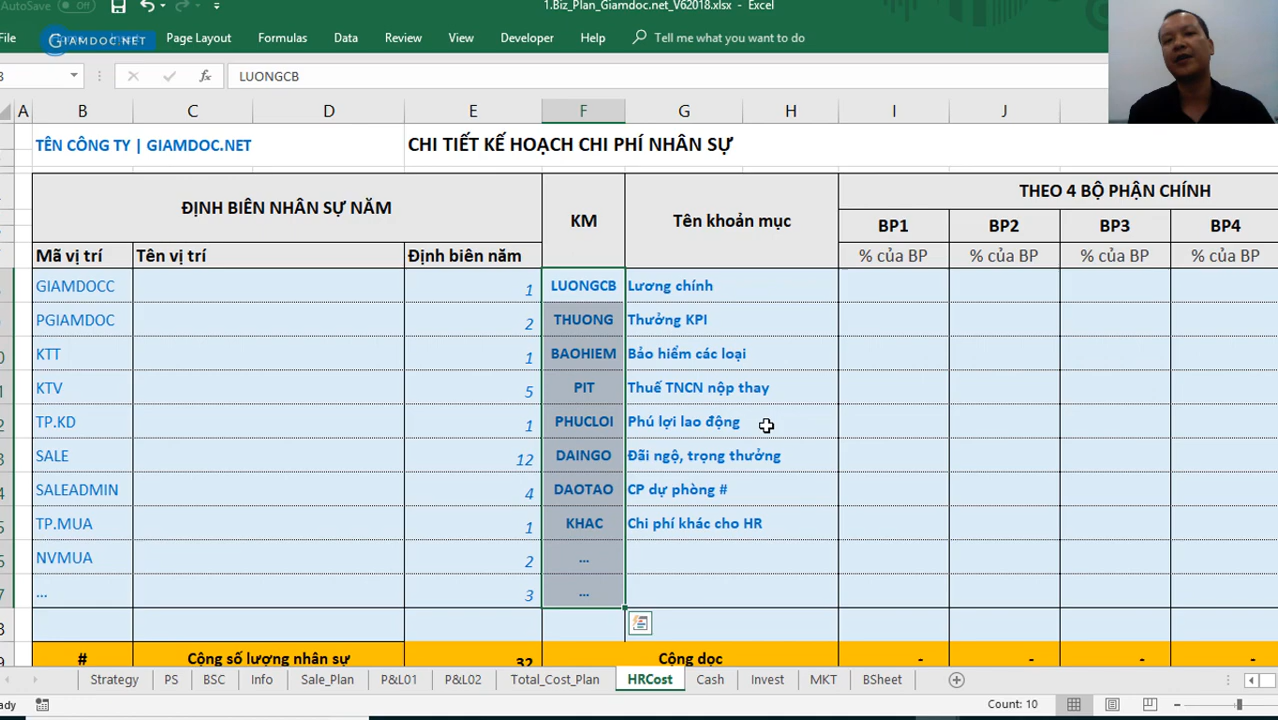 AutoSave Off 1.Biz_Plan_Giamdoc.net_V62018.xlsx - Excel
File GIAMDOC.NET Page Layout Formulas Data Review View Developer Help Tell me what you want to do
fx LUONGCB
A B C D E F G H I J
TÊN CÔNG TY | GIAMDOC.NET CHI TIẾT KẾ HOẠCH CHI PHÍ NHÂN SỰ
ĐỊNH BIÊN NHÂN SỰ NĂM KM Tên khoản mục THEO 4 BỘ PHẬN CHÍNH
BP1 BP2 BP3 BP4
Mã vị trí Tên vị trí Định biên năm % của BP % của BP % của BP % của BP
GIAMDOCC 1 LUONGCB Lương chính
PGIAMDOC 2 THUONG Thưởng KPI
KTT 1 BAOHIEM Bảo hiểm các loại
KTV 5 PIT Thuế TNCN nộp thay
TP.KD 1 PHUCLOI Phú lợi lao động
SALE 12 DAINGO Đãi ngộ, trọng thưởng
SALEADMIN 4 DAOTAO CP dự phòng #
TP.MUA 1 KHAC Chi phí khác cho HR
NVMUA 2 ...
... 3 ...
# Cộng số lượng nhân sự 32 Cộng dọc - - - -
Strategy PS BSC Info Sale_Plan P&L01 P&L02 Total_Cost_Plan HRCost Cash Invest MKT BSheet
Count: 10